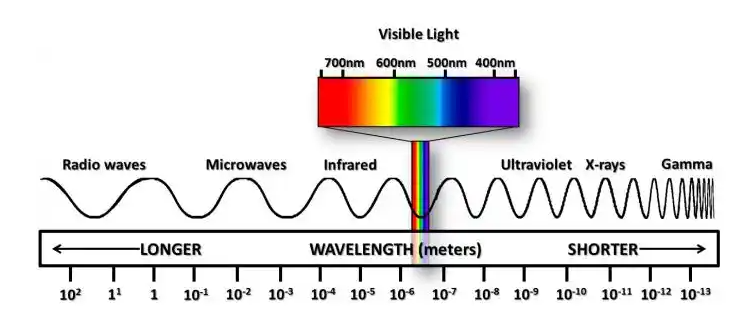 Visible Light
700nm 600nm 500nm 400nm
Radio waves Microwaves Infrared Ultraviolet X-rays Gamma
LONGER WAVELENGTH (meters) SHORTER
10² 1¹ 1 10⁻¹ 10⁻² 10⁻³ 10⁻⁴ 10⁻⁵ 10⁻⁶ 10⁻⁷ 10⁻⁸ 10⁻⁹ 10⁻¹⁰ 10⁻¹¹ 10⁻¹² 10⁻¹³